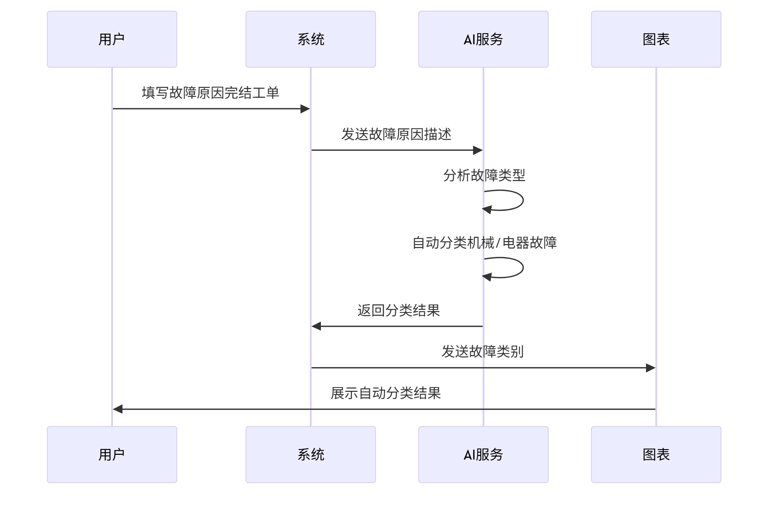 用户
系统
AI服务
图表
填写故障原因完结工单
发送故障原因描述
分析故障类型
自动分类机械/电器故障
返回分类结果
发送故障类别
展示自动分类结果
用户
系统
AI服务
图表